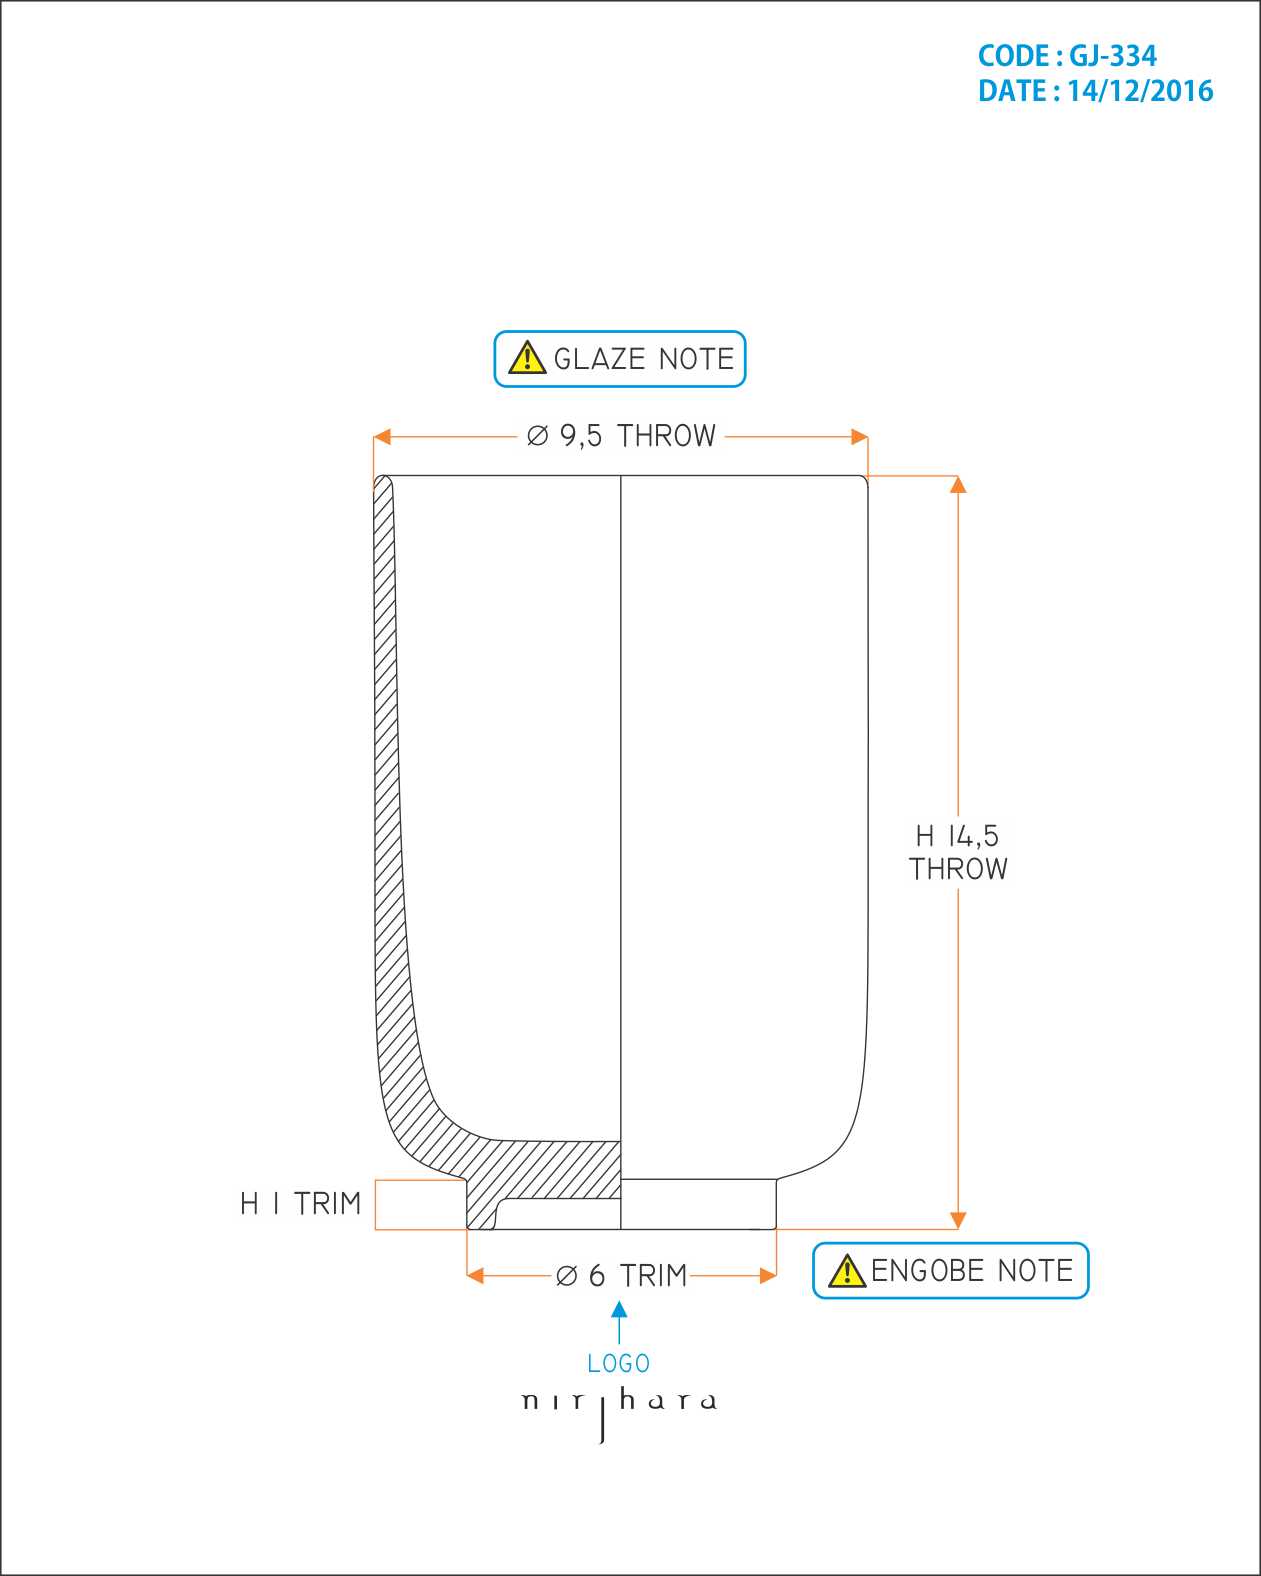 CODE : GJ-334
DATE : 14/12/2016
GLAZE NOTE
Ø 9,5 THROW
H 14,5
THROW
H 1 TRIM
Ø 6 TRIM
ENGOBE NOTE
LOGO
nirjhara